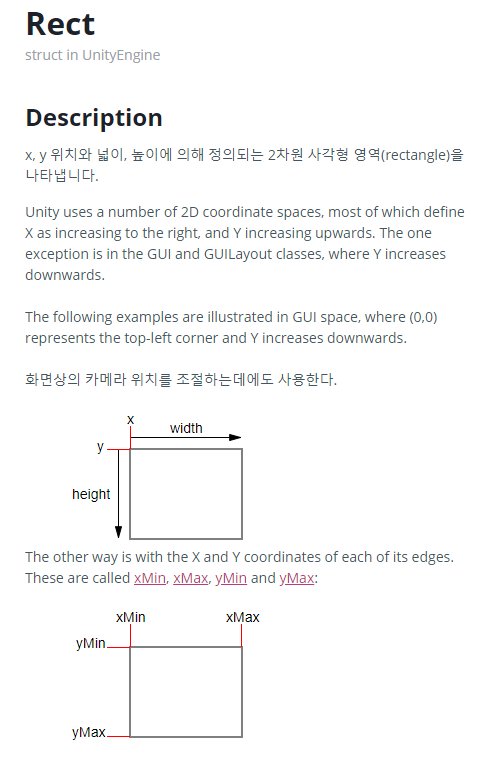 Rect
struct in UnityEngine
Description
x, y 위치와 넓이, 높이에 의해 정의되는 2차원 사각형 영역(rectangle)을
나타냅니다.
Unity uses a number of 2D coordinate spaces, most of which define
X as increasing to the right, and Y increasing upwards. The one
exception is in the GUI and GUILayout classes, where Y increases
downwards.
The following examples are illustrated in GUI space, where (0,0)
represents the top-left corner and Y increases downwards.
화면상의 카메라 위치를 조절하는데에도 사용한다.
x
width
y
height
The other way is with the X and Y coordinates of each of its edges.
These are called xMin, xMax, yMin and yMax:
xMin xMax
yMin
yMax